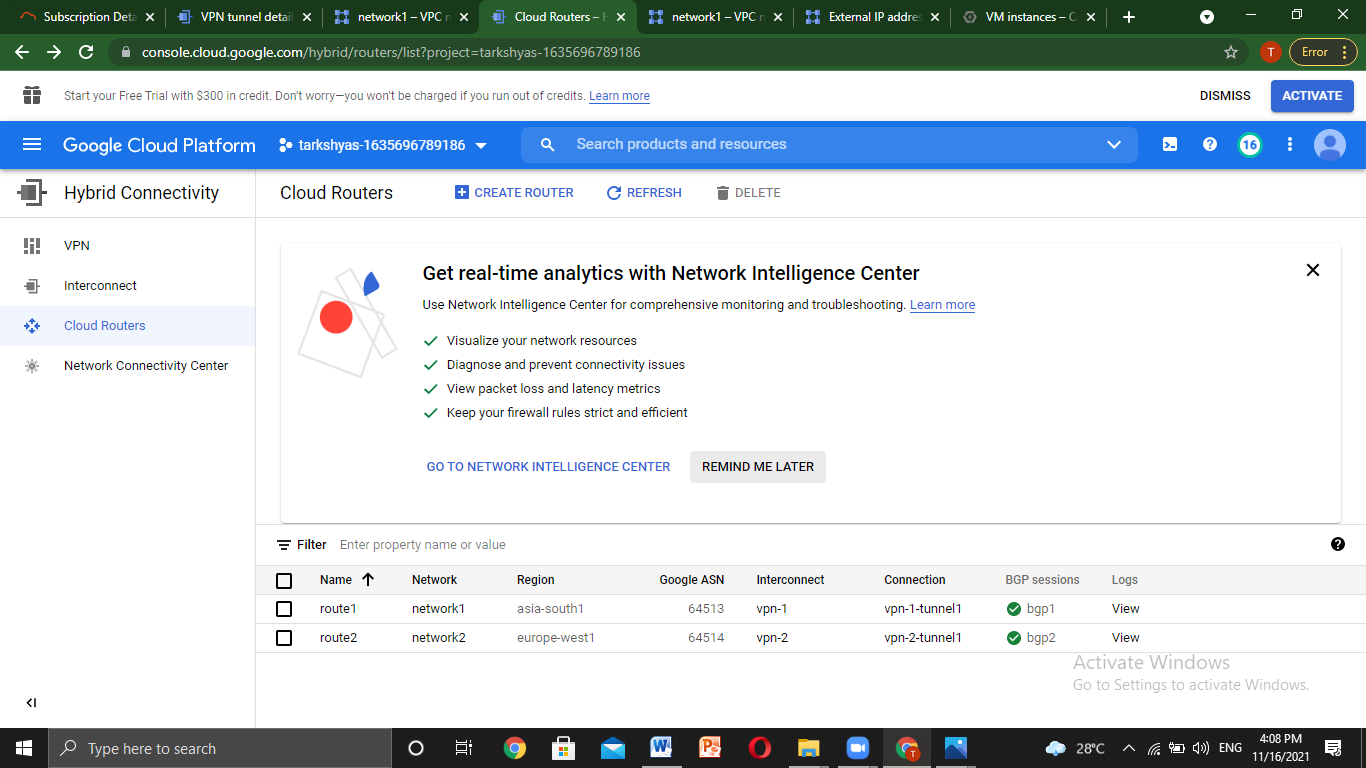 Subscription Deta
VPN tunnel detail
network1 – VPC n
Cloud Routers – H
network1 – VPC n
External IP addres
VM instances – C
console.cloud.google.com/hybrid/routers/list?project=tarkshyas-1635696789186
T
Error
Start your Free Trial with $300 in credit. Don't worry—you won't be charged if you run out of credits. Learn more
DISMISS
ACTIVATE
Google Cloud Platform
tarkshyas-1635696789186
Search products and resources
16
Hybrid Connectivity
Cloud Routers
CREATE ROUTER
REFRESH
DELETE
VPN
Interconnect
Cloud Routers
Network Connectivity Center
Get real-time analytics with Network Intelligence Center
Use Network Intelligence Center for comprehensive monitoring and troubleshooting. Learn more
Visualize your network resources
Diagnose and prevent connectivity issues
View packet loss and latency metrics
Keep your firewall rules strict and efficient
GO TO NETWORK INTELLIGENCE CENTER
REMIND ME LATER
Filter Enter property name or value
Name Network Region Google ASN Interconnect Connection BGP sessions Logs
route1 network1 asia-south1 64513 vpn-1 vpn-1-tunnel1 bgp1 View
route2 network2 europe-west1 64514 vpn-2 vpn-2-tunnel1 bgp2 View
Activate Windows
Go to Settings to activate Windows.
Type here to search
28°C
ENG
4:08 PM
11/16/2021